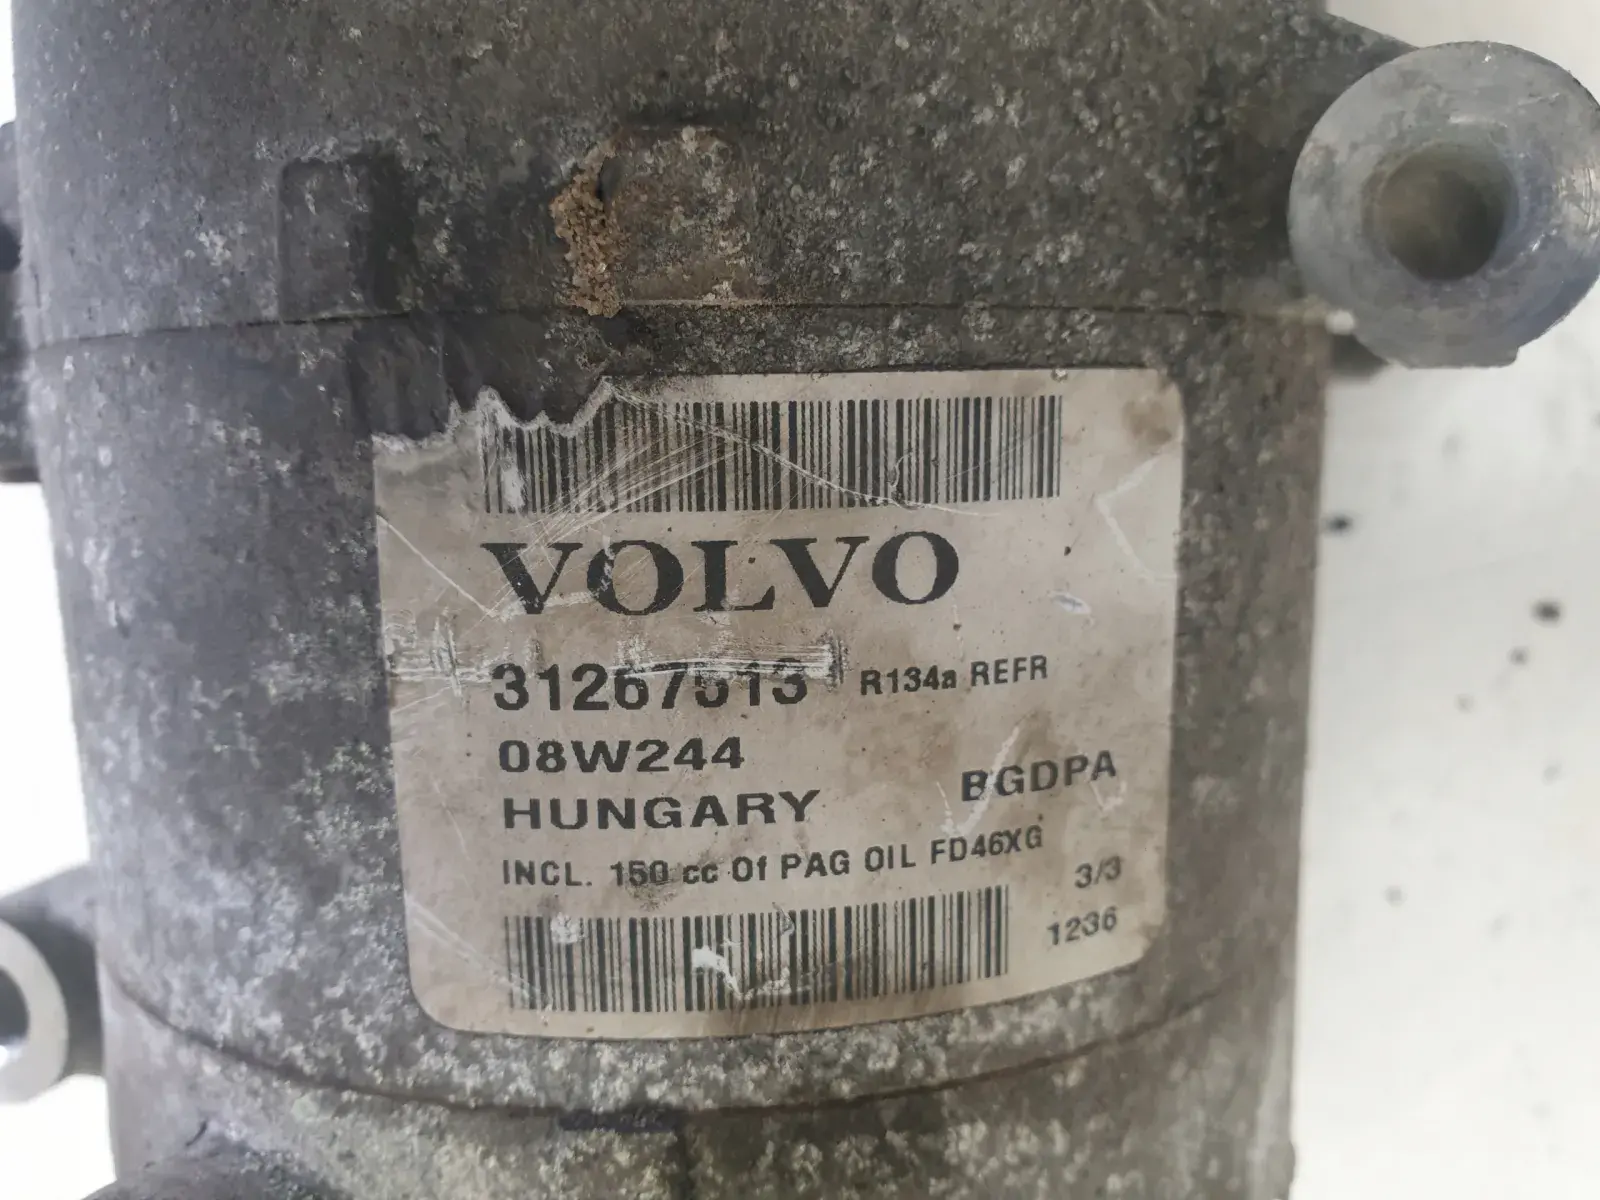 VOLVO
31267513 R134a REFR
08W244
HUNGARY BGDPA
INCL. 150 cc Of PAG OIL FD46XG
3/3
1236